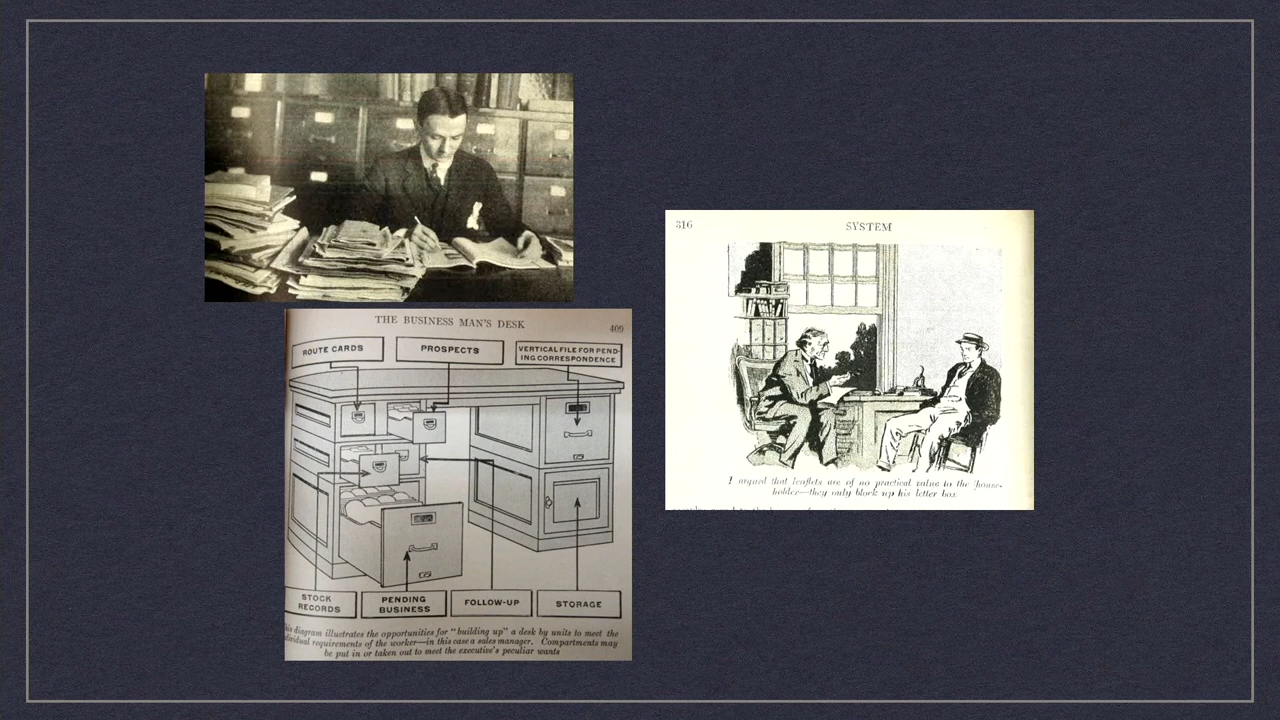 THE BUSINESS MAN'S DESK 409
ROUTE CARDS
PROSPECTS
VERTICAL FILE FOR PEND-
ING CORRESPONDENCE
STOCK
RECORDS
PENDING
BUSINESS
FOLLOW-UP
STORAGE
his diagram illustrates the opportunities for "building up" a desk by units to meet the
dividual requirements of the worker—in this case a sales manager. Compartments may
be put in or taken out to meet the executive's peculiar wants
316 SYSTEM
I argued that leaflets are of no practical value to the house-
holder—they only block up his letter box